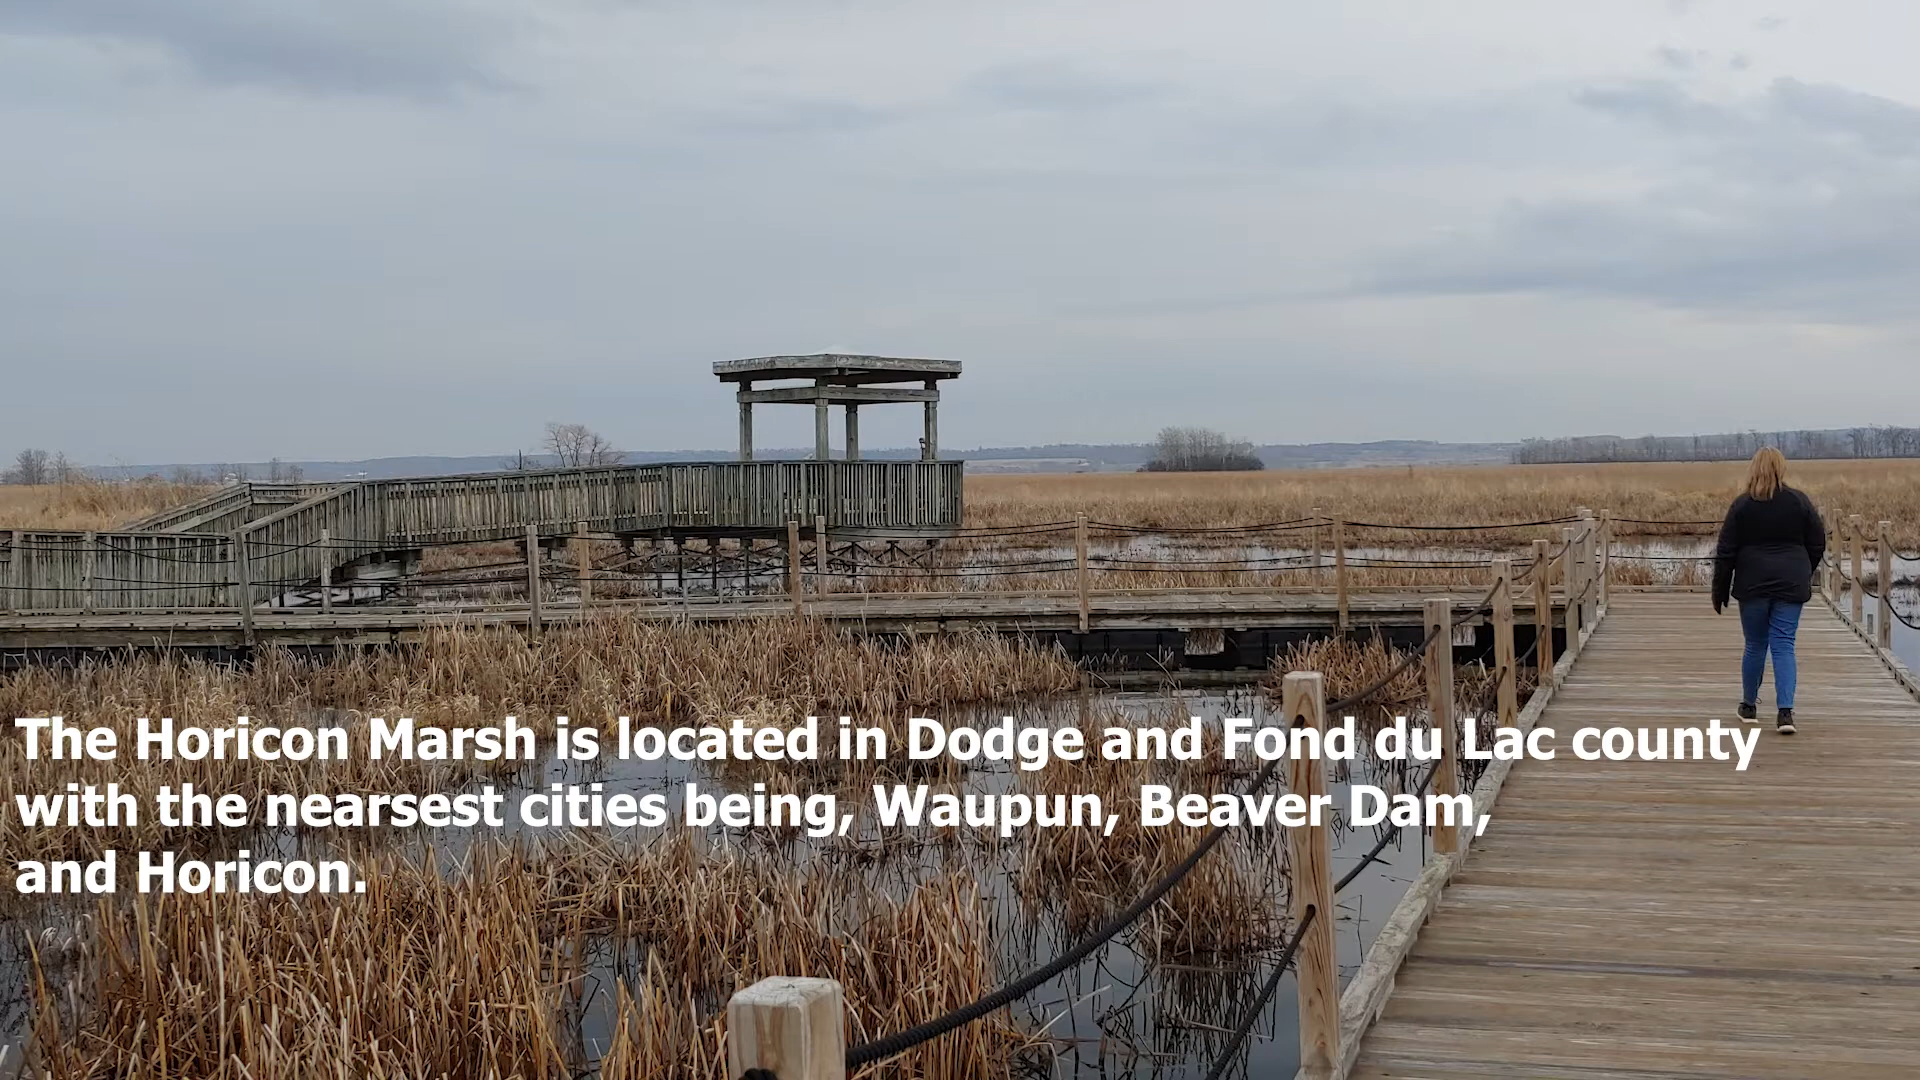 The Horicon Marsh is located in Dodge and Fond du Lac county
with the nearsest cities being, Waupun, Beaver Dam,
and Horicon.